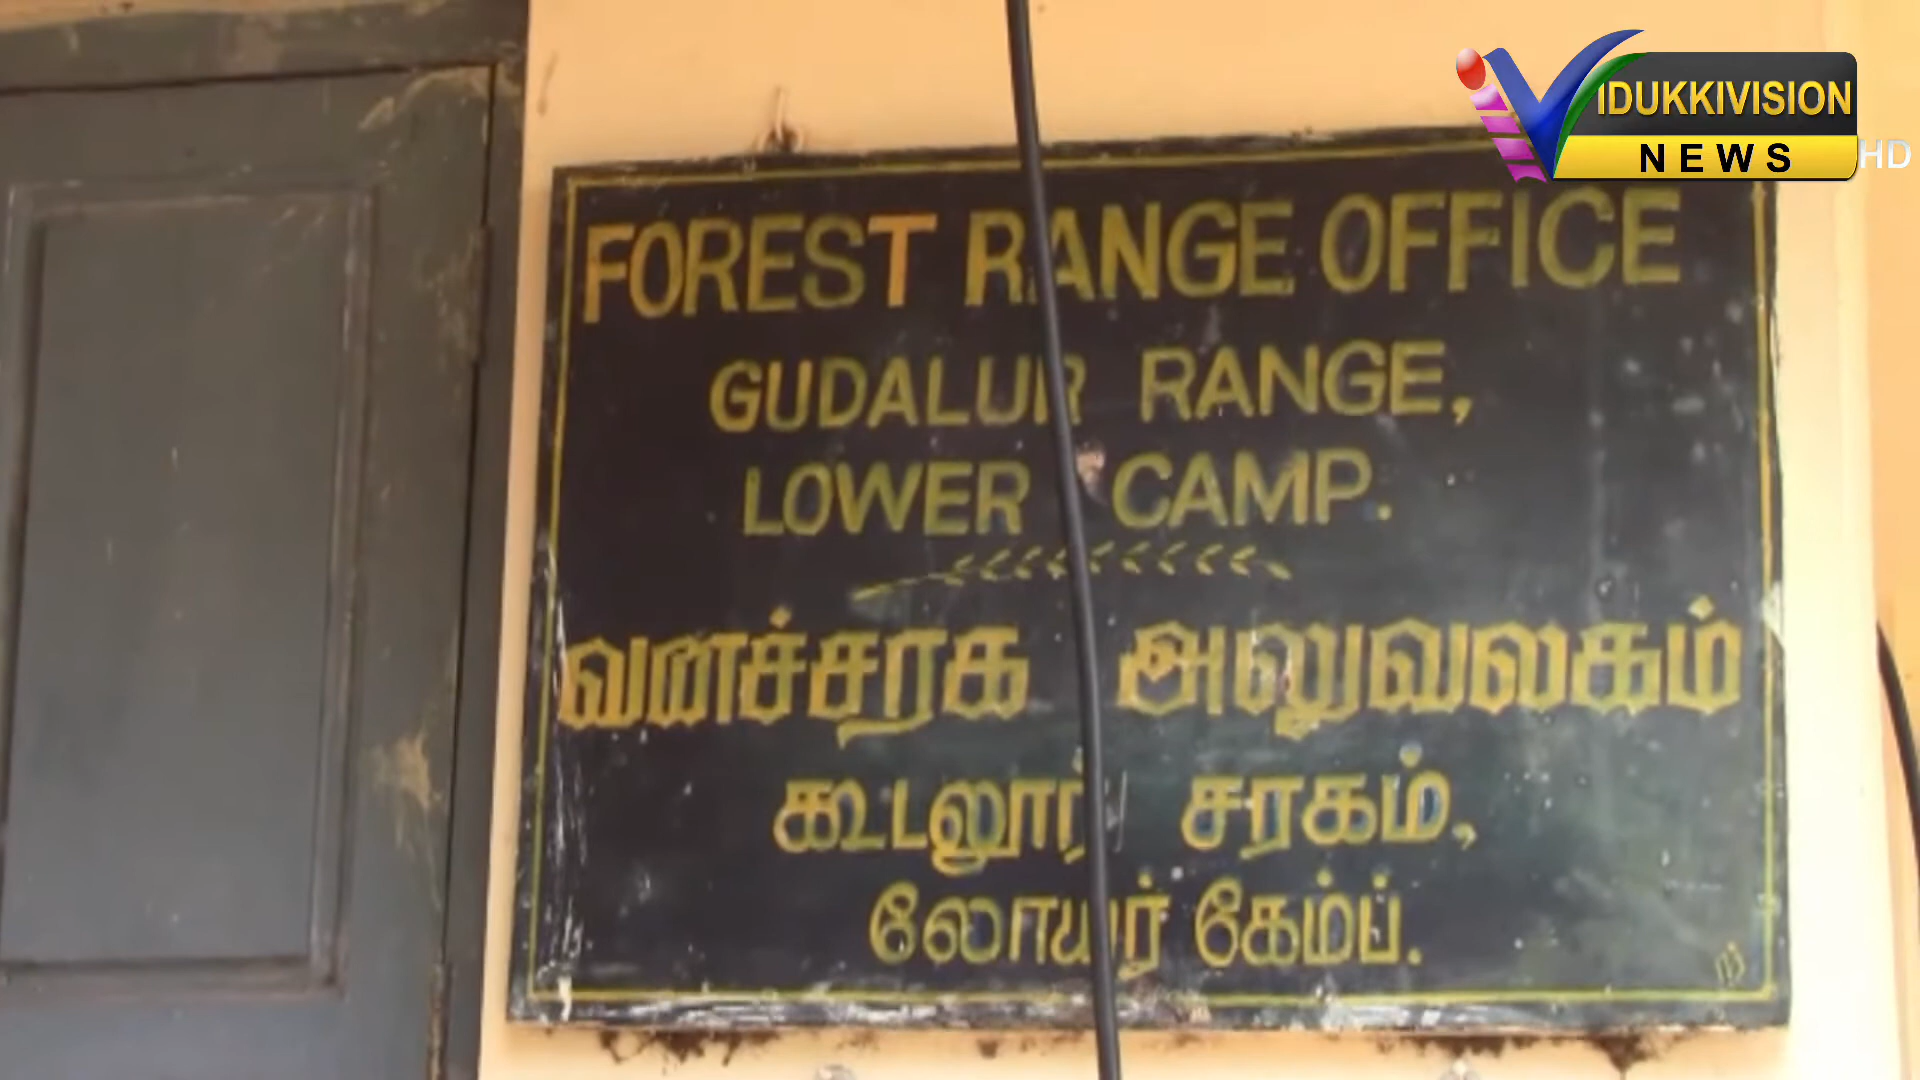 IDUKKIVISION
NEWS
HD
FOREST RANGE OFFICE
GUDALUR RANGE,
LOWER CAMP.
வனச்சரக அலுவலகம்
கூடலூர் சரகம்,
லோயர் கேம்ப்.